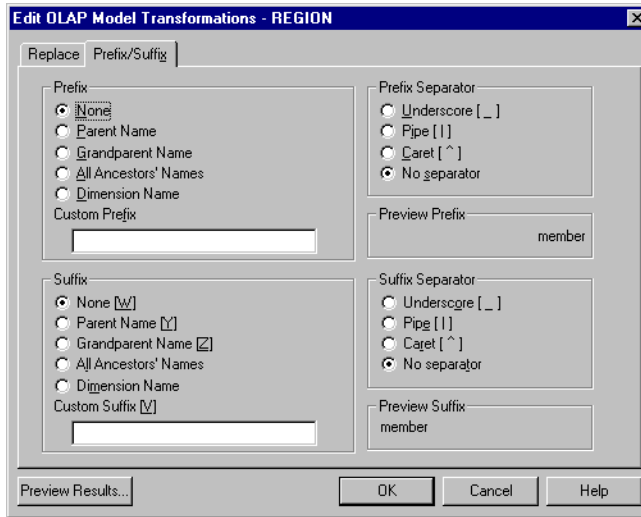 Edit OLAP Model Transformations - REGION
Replace Prefix/Suffix
Prefix
None
Parent Name
Grandparent Name
All Ancestors' Names
Dimension Name
Custom Prefix
Prefix Separator
Underscore [ _ ]
Pipe [ | ]
Caret [ ^ ]
No separator
Preview Prefix
member
Suffix
None [W]
Parent Name [Y]
Grandparent Name [Z]
All Ancestors' Names
Dimension Name
Custom Suffix [V]
Suffix Separator
Underscore [ _ ]
Pipe [ | ]
Caret [ ^ ]
No separator
Preview Suffix
member
Preview Results... OK Cancel Help